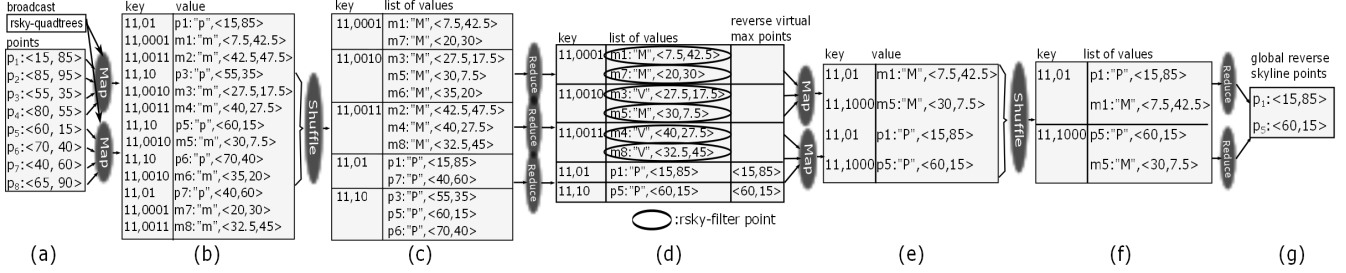 broadcast
rsky-quadtrees
points
p1:<15, 85>
p2:<85, 95>
p3:<55, 35>
p4:<80, 55>
p5:<60, 15>
p6:<70, 40>
p7:<40, 60>
p8:<65, 90>
Map
Map
(a)
key value
11,01 p1:"p",<15,85>
11,0001 m1:"m",<7.5,42.5>
11,0011 m2:"m",<42.5,47.5>
11,10 p3:"p",<55,35>
11,0010 m3:"m",<27.5,17.5>
11,0011 m4:"m",<40,27.5>
11,10 p5:"p",<60,15>
11,0010 m5:"m",<30,7.5>
11,10 p6:"p",<70,40>
11,0010 m6:"m",<35,20>
11,01 p7:"p",<40,60>
11,0001 m7:"m",<20,30>
11,0011 m8:"m",<32.5,45>
(b)
Shuffle
key list of values
11,0001 m1:"M",<7.5,42.5>
m7:"M",<20,30>
11,0010 m3:"M",<27.5,17.5>
m5:"M",<30,7.5>
m6:"M",<35,20>
11,0011 m2:"M",<42.5,47.5>
m4:"M",<40,27.5>
m8:"M",<32.5,45>
11,01 p1:"P",<15,85>
p7:"P",<40,60>
11,10 p3:"P",<55,35>
p5:"P",<60,15>
p6:"P",<70,40>
(c)
Reduce
Reduce
Reduce
reverse virtual
key list of values max points
11,0001 m1:"M",<7.5,42.5>
m7:"M",<20,30>
11,0010 m3:"V",<27.5,17.5>
m5:"M",<30,7.5>
11,0011 m4:"V",<40,27.5>
m8:"V",<32.5,45>
11,01 p1:"P",<15,85> <15,85>
11,10 p5:"P",<60,15> <60,15>
:rsky-filter point
(d)
Map
Map
key value
11,01 m1:"M",<7.5,42.5>
11,1000 m5:"M",<30,7.5>
11,01 p1:"P",<15,85>
11,1000 p5:"P",<60,15>
(e)
Shuffle
key list of values
11,01 p1:"P",<15,85>
m1:"M",<7.5,42.5>
11,1000 p5:"P",<60,15>
m5:"M",<30,7.5>
(f)
Reduce
Reduce
global reverse
skyline points
p1:<15,85>
p5:<60,15>
(g)